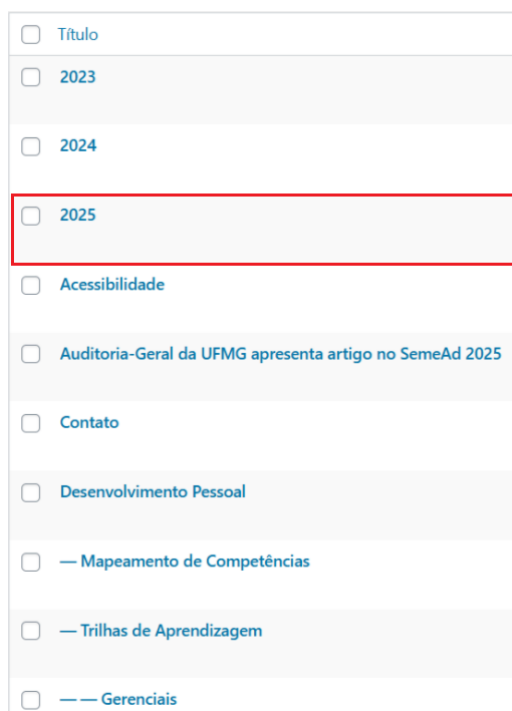 Título
2023
2024
2025
Acessibilidade
Auditoria-Geral da UFMG apresenta artigo no SemeAd 2025
Contato
Desenvolvimento Pessoal
— Mapeamento de Competências
— Trilhas de Aprendizagem
— — Gerenciais